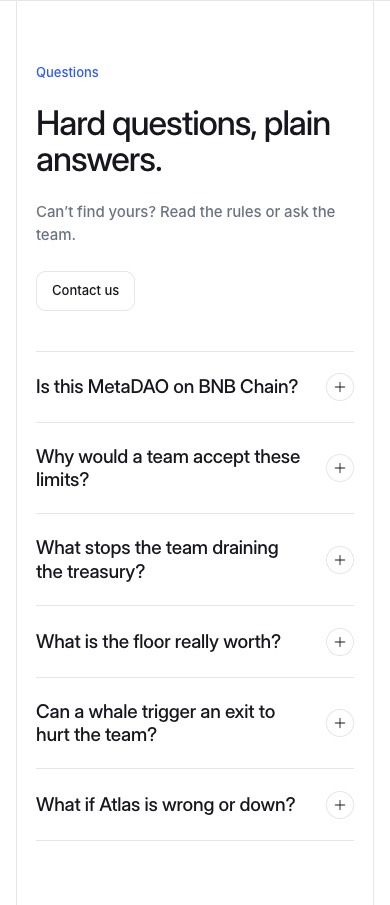 Questions
Hard questions, plain
answers.
Can’t find yours? Read the rules or ask the
team.
Contact us
Is this MetaDAO on BNB Chain?
Why would a team accept these
limits?
What stops the team draining
the treasury?
What is the floor really worth?
Can a whale trigger an exit to
hurt the team?
What if Atlas is wrong or down?